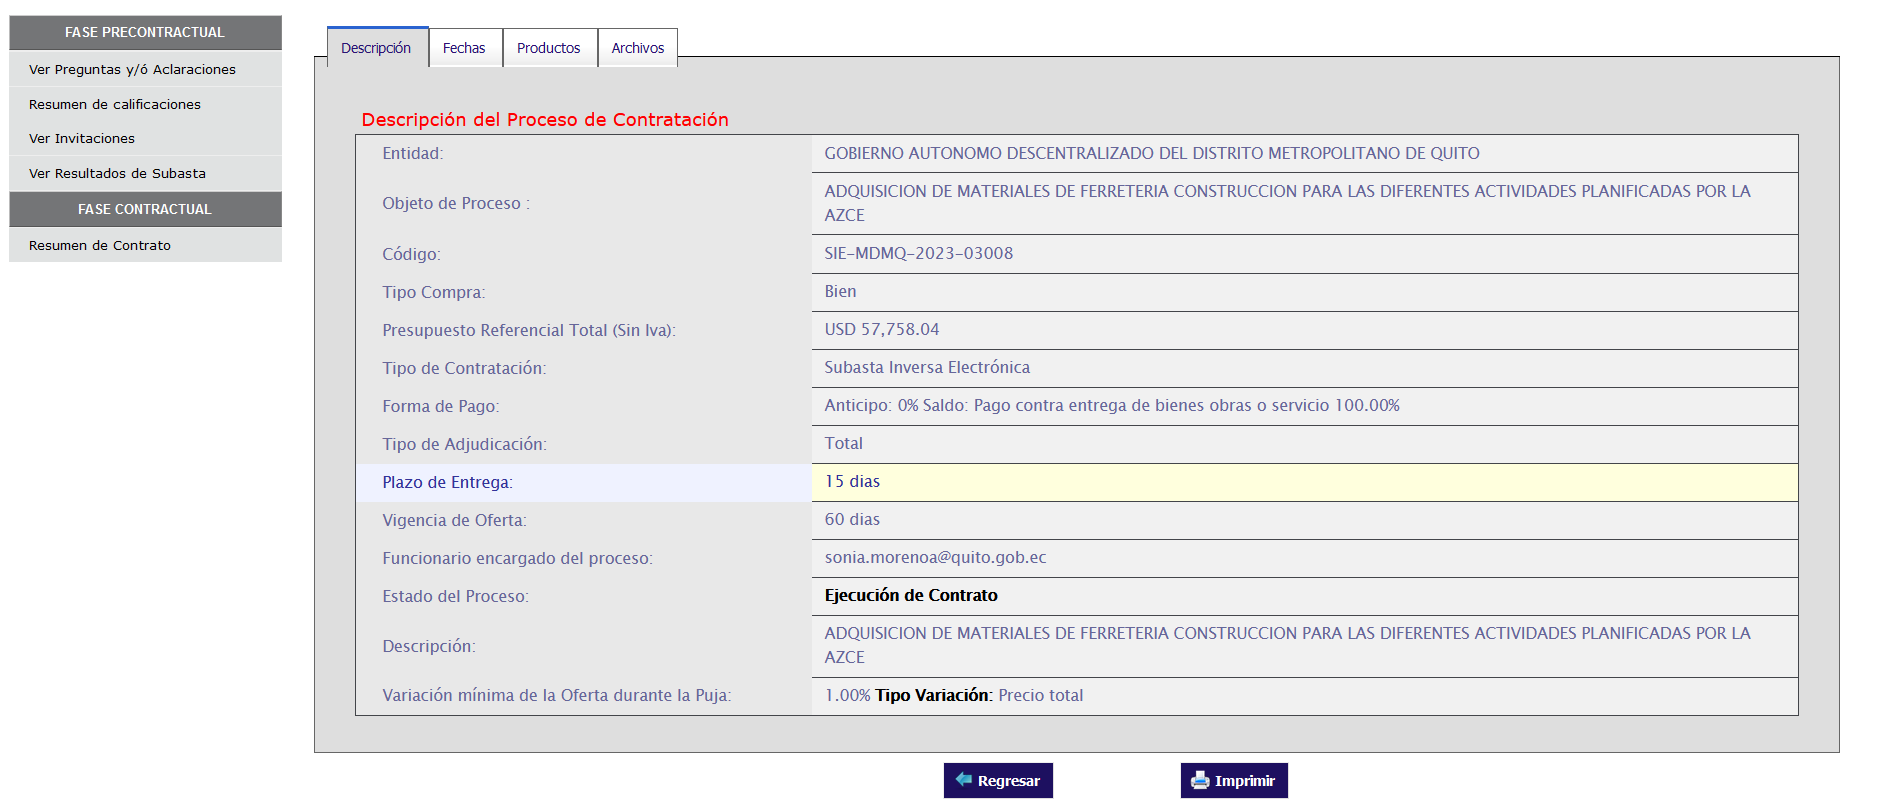 FASE PRECONTRACTUAL
Ver Preguntas y/ó Aclaraciones
Resumen de calificaciones
Ver Invitaciones
Ver Resultados de Subasta
FASE CONTRACTUAL
Resumen de Contrato
Descripción
Fechas
Productos
Archivos
Descripción del Proceso de Contratación
Entidad:
GOBIERNO AUTONOMO DESCENTRALIZADO DEL DISTRITO METROPOLITANO DE QUITO
Objeto de Proceso :
ADQUISICION DE MATERIALES DE FERRETERIA CONSTRUCCION PARA LAS DIFERENTES ACTIVIDADES PLANIFICADAS POR LA
AZCE
Código:
SIE-MDMQ-2023-03008
Tipo Compra:
Bien
Presupuesto Referencial Total (Sin Iva):
USD 57,758.04
Tipo de Contratación:
Subasta Inversa Electrónica
Forma de Pago:
Anticipo: 0% Saldo: Pago contra entrega de bienes obras o servicio 100.00%
Tipo de Adjudicación:
Total
Plazo de Entrega:
15 dias
Vigencia de Oferta:
60 dias
Funcionario encargado del proceso:
sonia.morenoa@quito.gob.ec
Estado del Proceso:
Ejecución de Contrato
Descripción:
ADQUISICION DE MATERIALES DE FERRETERIA CONSTRUCCION PARA LAS DIFERENTES ACTIVIDADES PLANIFICADAS POR LA
AZCE
Variación mínima de la Oferta durante la Puja:
1.00% Tipo Variación: Precio total
Regresar
Imprimir